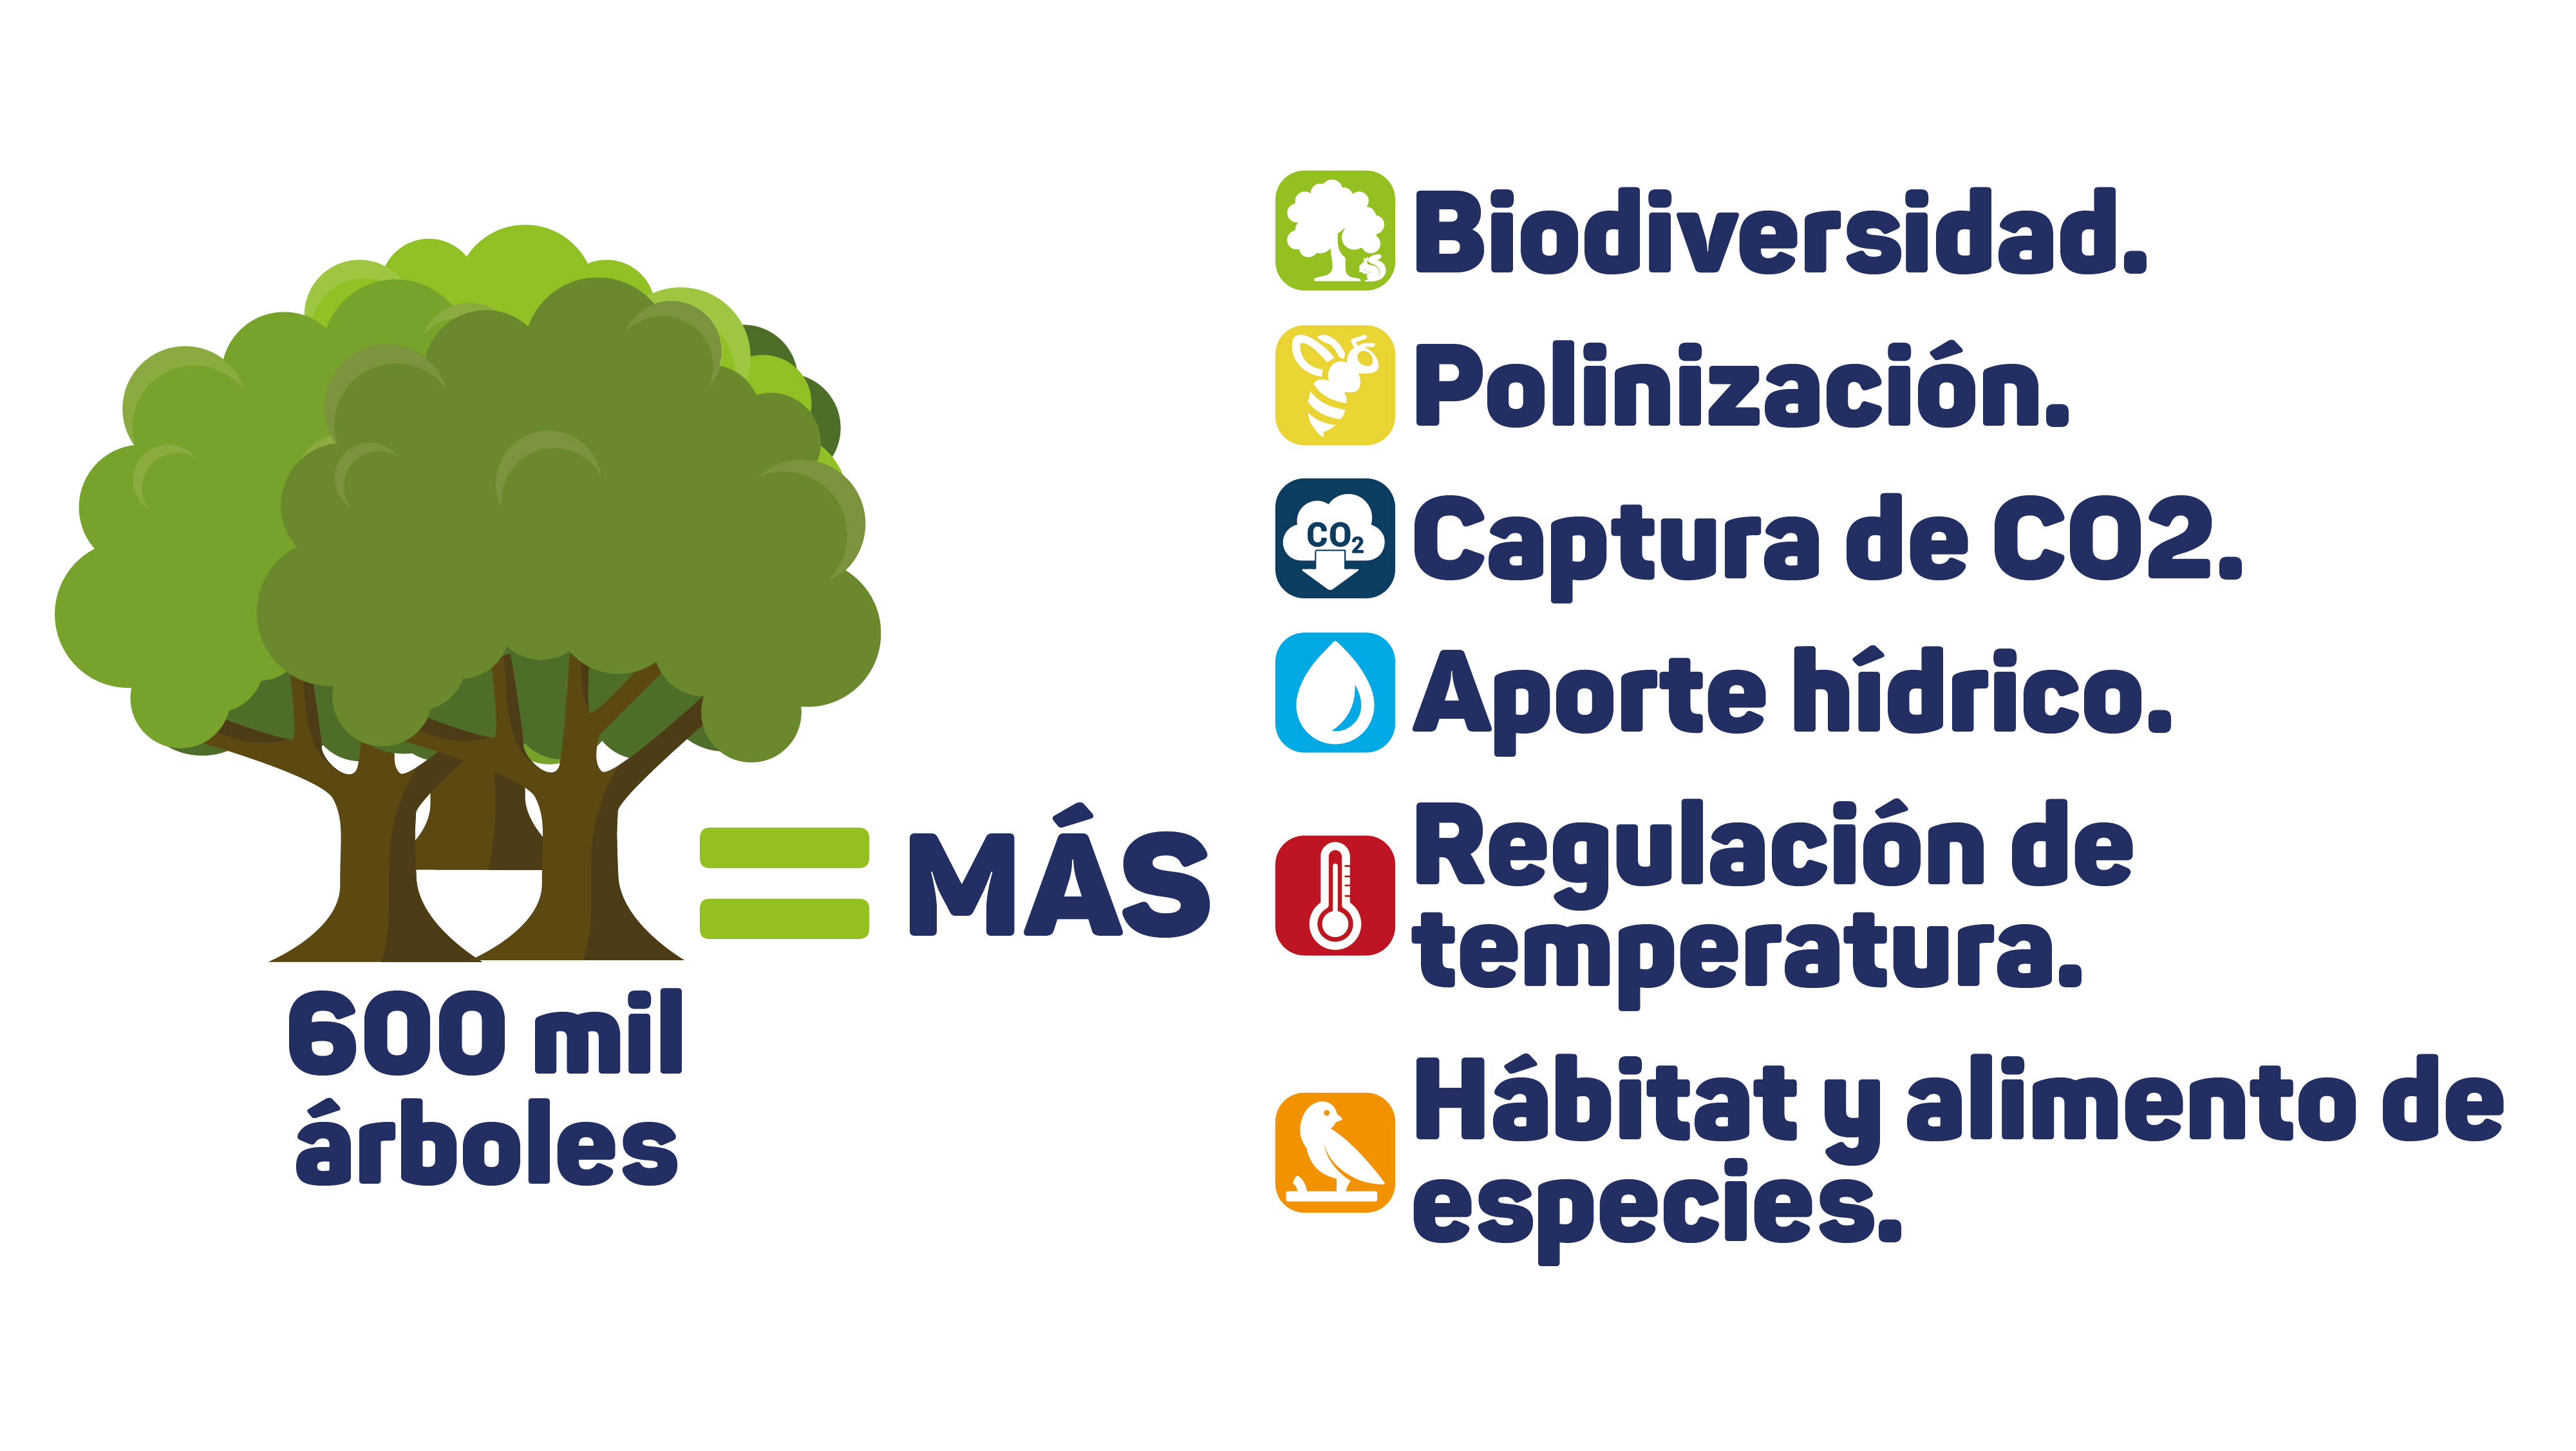 600 mil
árboles
= MÁS
Biodiversidad.
Polinización.
CO₂
Captura de CO2.
Aporte hídrico.
Regulación de
temperatura.
Hábitat y alimento de
especies.